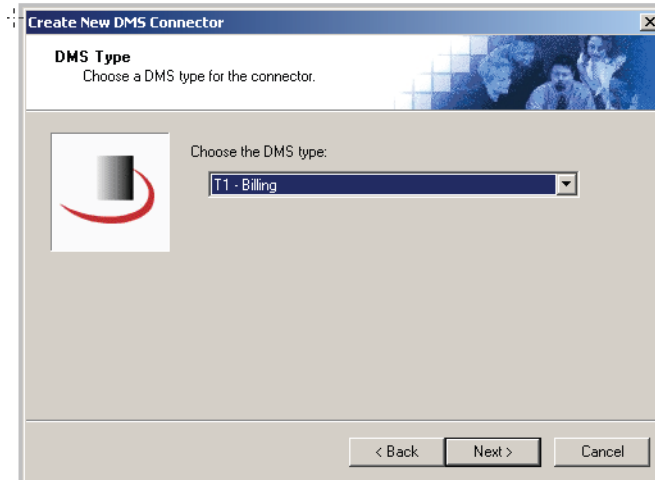 Create New DMS Connector
DMS Type
Choose a DMS type for the connector.
Choose the DMS type:
T1 - Billing
< Back
Next >
Cancel